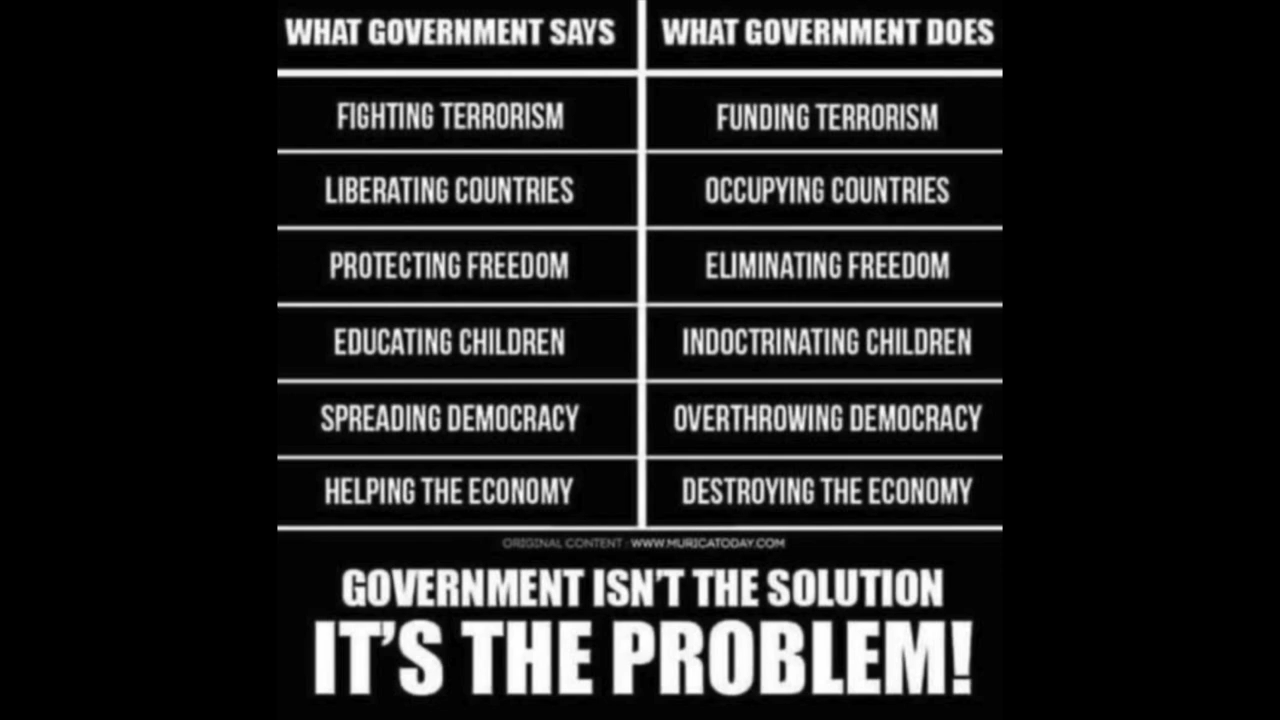 WHAT GOVERNMENT SAYS WHAT GOVERNMENT DOES
FIGHTING TERRORISM FUNDING TERRORISM
LIBERATING COUNTRIES OCCUPYING COUNTRIES
PROTECTING FREEDOM ELIMINATING FREEDOM
EDUCATING CHILDREN INDOCTRINATING CHILDREN
SPREADING DEMOCRACY OVERTHROWING DEMOCRACY
HELPING THE ECONOMY DESTROYING THE ECONOMY
ORIGINAL CONTENT : WWW.MURICATODAY.COM
GOVERNMENT ISN'T THE SOLUTION
IT'S THE PROBLEM!